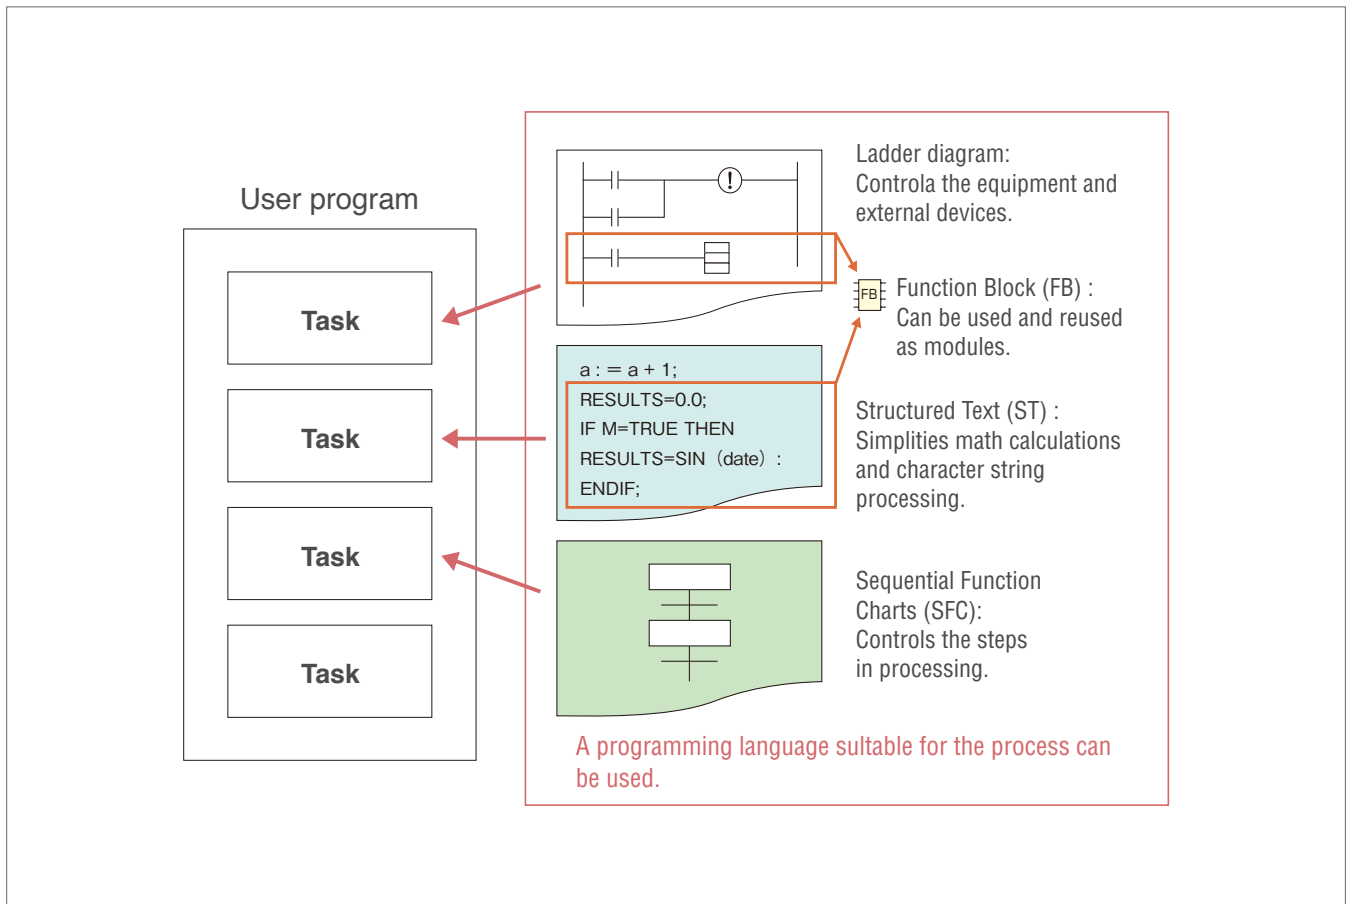 User program
Task
Task
Task
Task
Ladder diagram:
Controla the equipment and
external devices.
FB
Function Block (FB) :
Can be used and reused
as modules.
a : = a + 1;
RESULTS=0.0;
IF M=TRUE THEN
RESULTS=SIN (date) :
ENDIF;
Structured Text (ST) :
Simplities math calculations
and character string
processing.
Sequential Function
Charts (SFC):
Controls the steps
in processing.
A programming language sultable for the process can
be used.